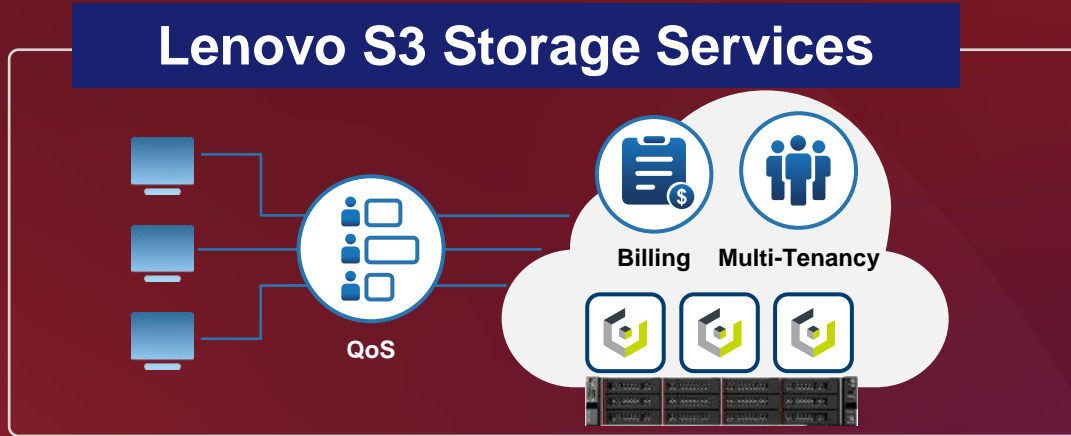 Lenovo S3 Storage Services
$
Billing
Multi-Tenancy
QoS